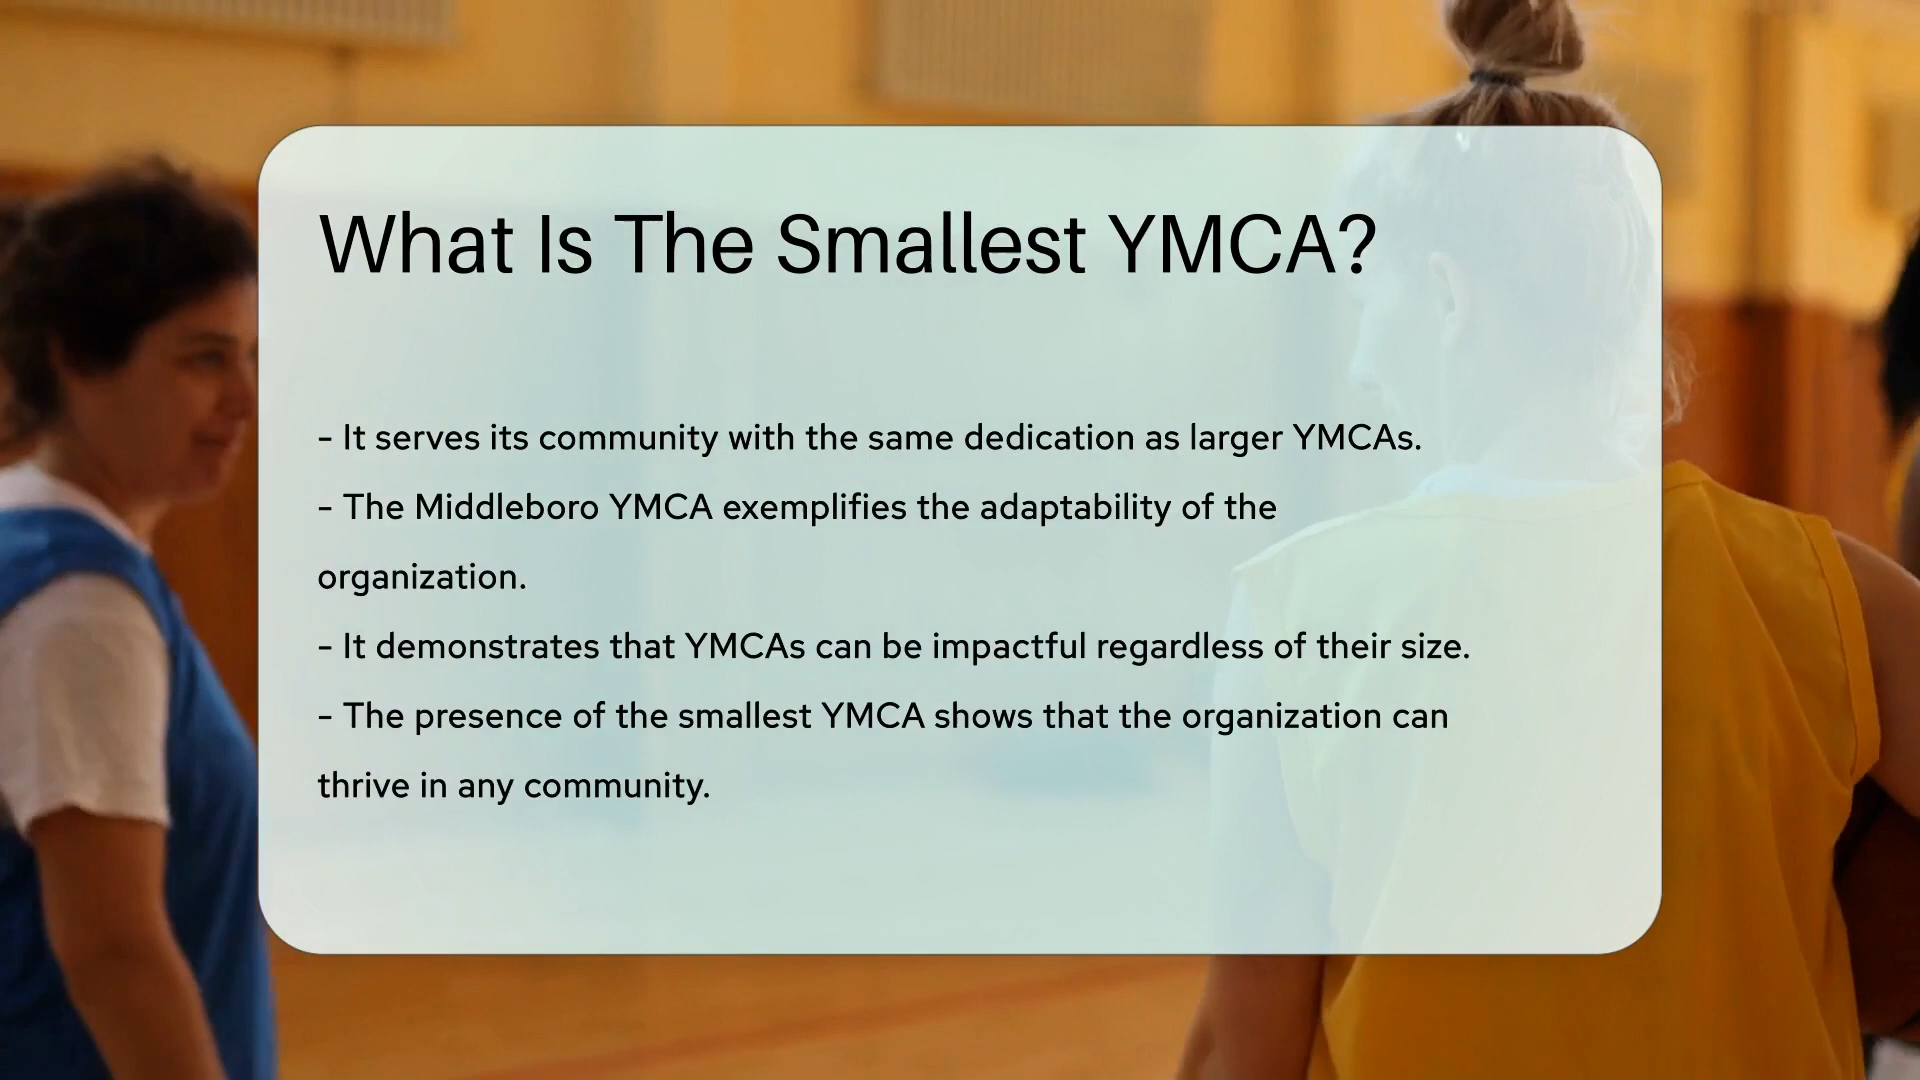 What Is The Smallest YMCA?
- It serves its community with the same dedication as larger YMCAs.
- The Middleboro YMCA exemplifies the adaptability of the
organization.
- It demonstrates that YMCAs can be impactful regardless of their size.
- The presence of the smallest YMCA shows that the organization can
thrive in any community.